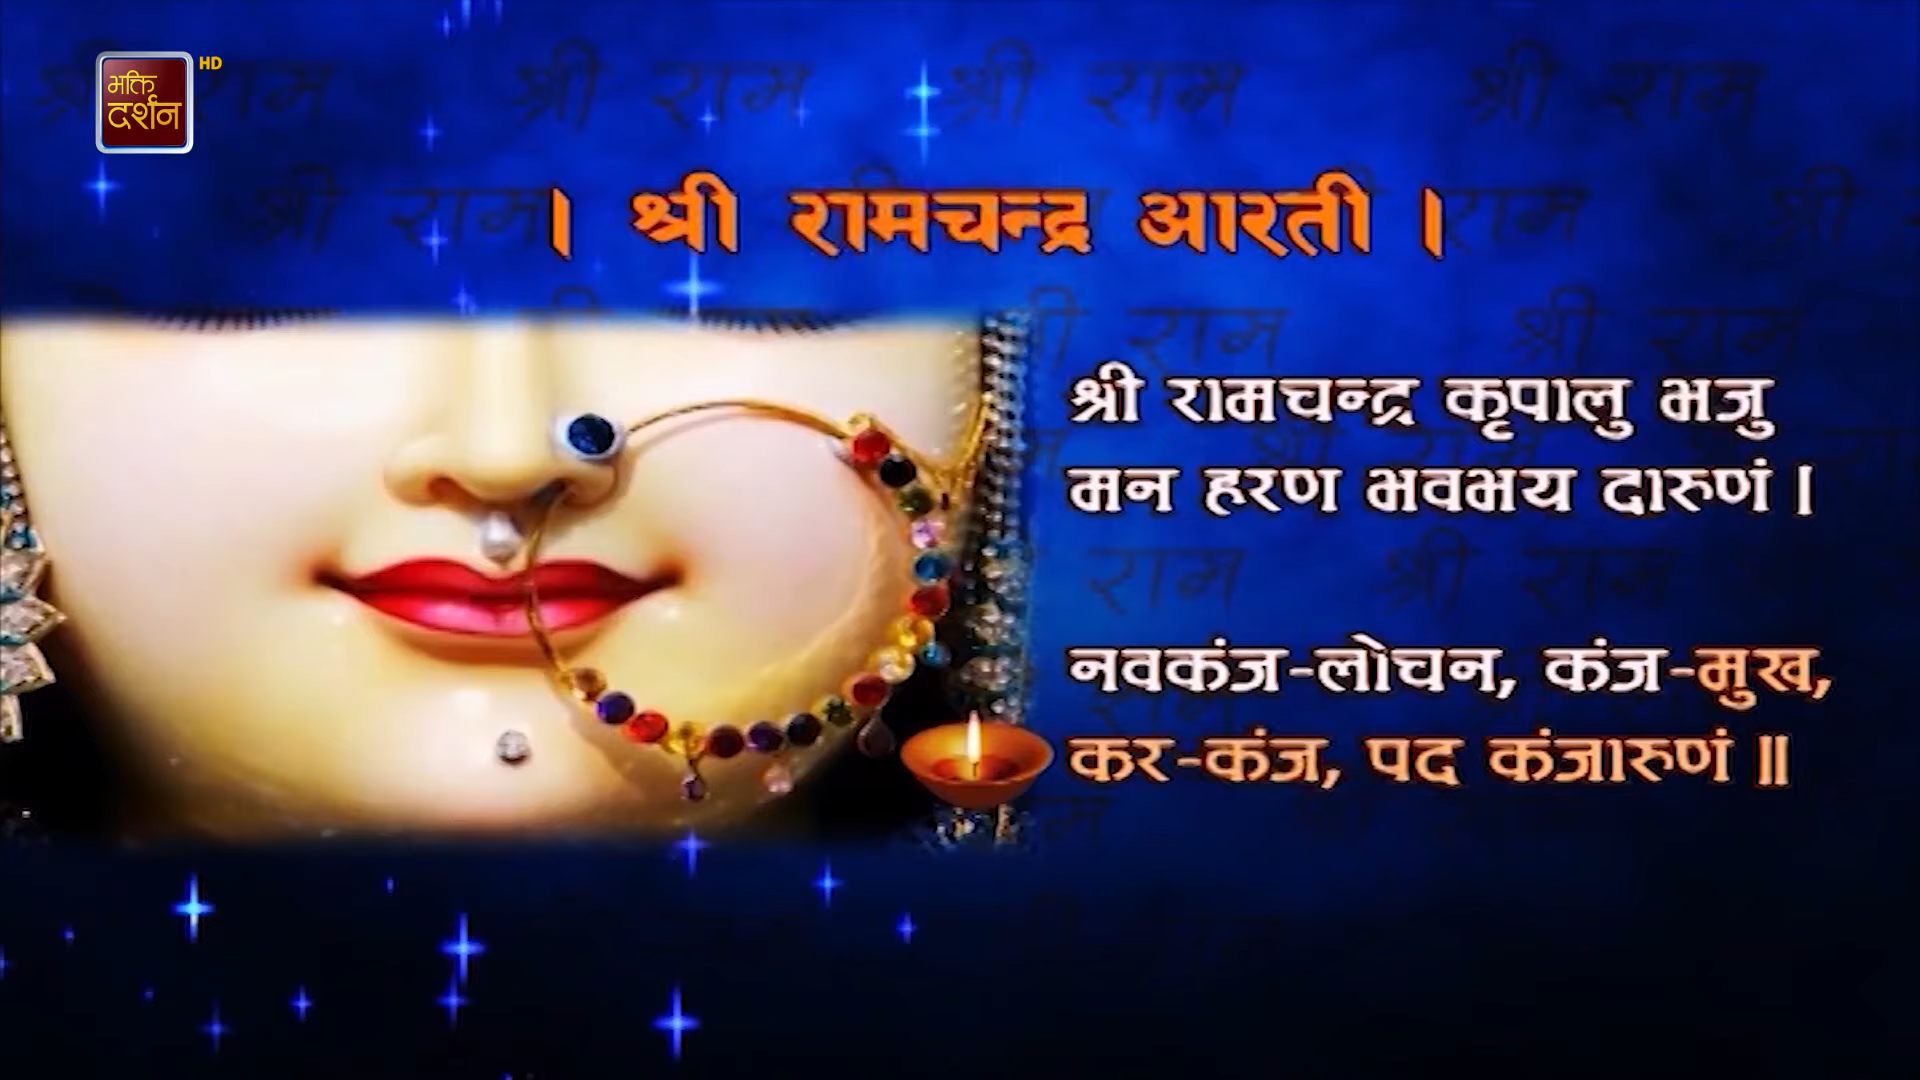 भक्ति
दर्शन
HD
। श्री रामचन्द्र आरती ।
श्री रामचन्द्र कृपालु भजु
मन हरण भवभय दारुणं ।
नवकंज-लोचन, कंज-मुख,
कर-कंज, पद कंजारुणं ॥
श्री राम श्री राम श्री राम श्री राम